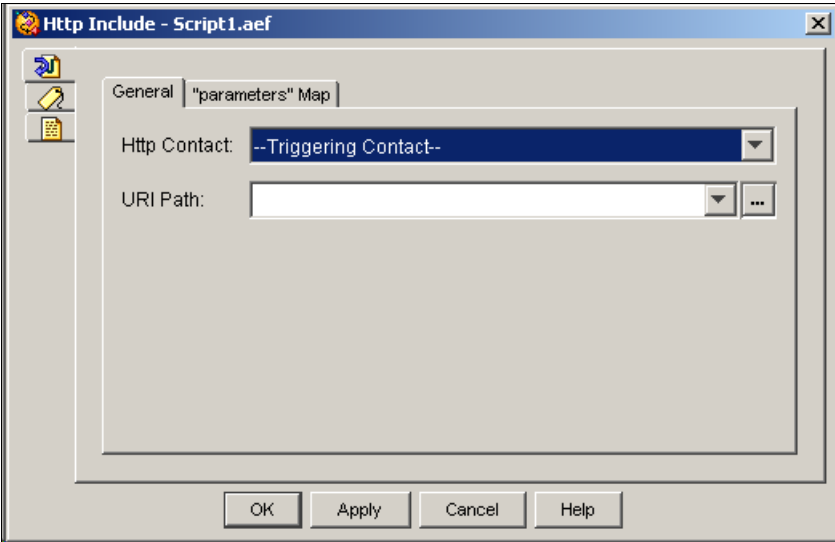 Http Include - Script1.aef
General "parameters" Map
Http Contact: --Triggering Contact--
URI Path: ...
OK Apply Cancel Help